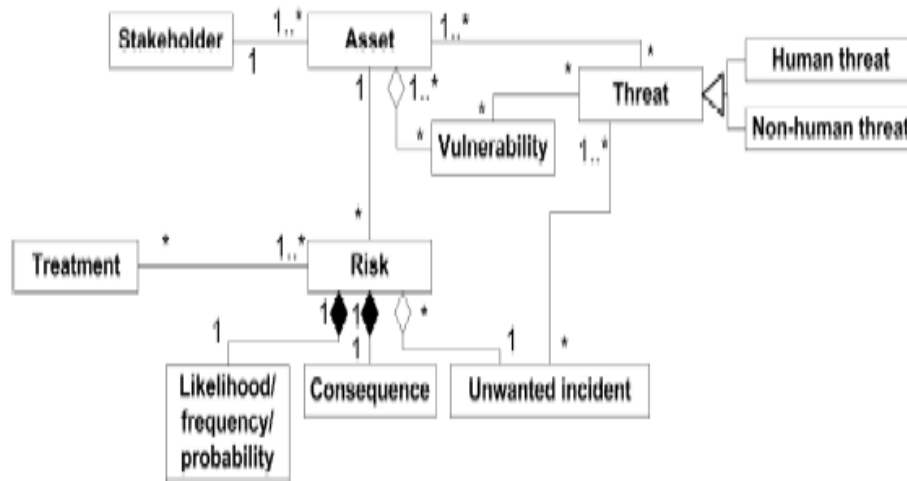 Stakeholder
1
1..*
Asset
1..*
*
Human threat
Threat
Non-human threat
1
1..*
*
Vulnerability
*
*
1..*
*
Treatment
*
1..*
Risk
1
1
*
1
1
1
*
Likelihood/
frequency/
probability
Consequence
Unwanted incident